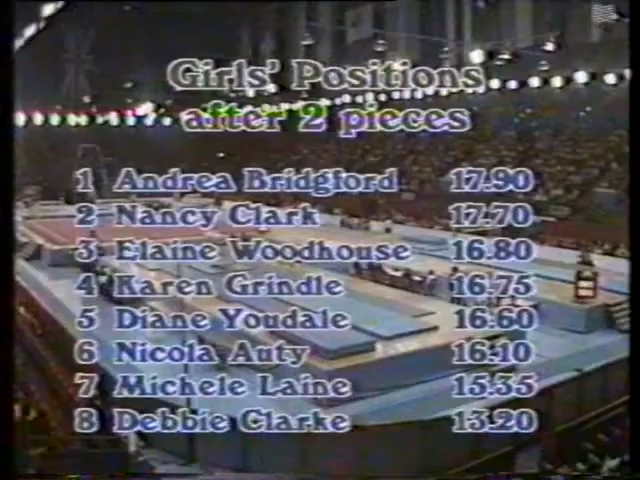 Girls' Positions
after 2 pieces
1 Andrea Bridgford 17.90
2 Nancy Clark 17.70
3 Elaine Woodhouse 16.80
4 Karen Grindle 16.75
5 Diane Youdale 16.60
6 Nicola Auty 16.10
7 Michele Laine 15.35
8 Debbie Clarke 13.20